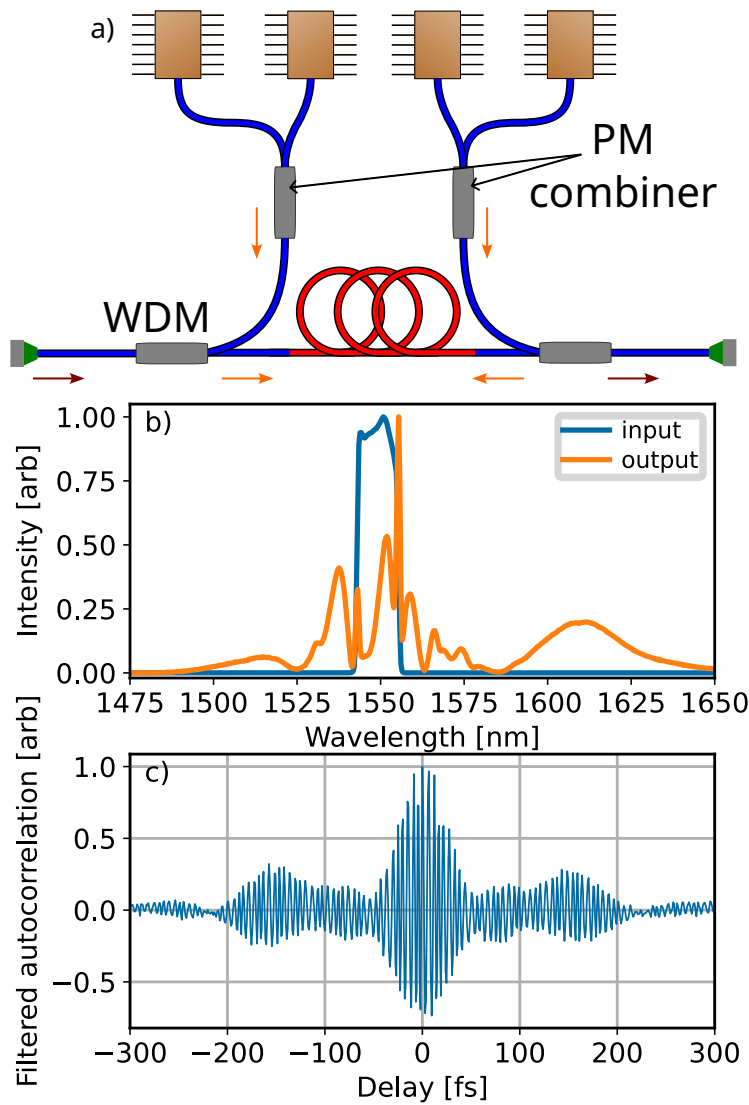 a)
PM
combiner
WDM
b)
input
output
1.00
0.75
0.50
0.25
0.00
Intensity [arb]
1475 1500 1525 1550 1575 1600 1625 1650
Wavelength [nm]
c)
1.0
0.5
0.0
−0.5
Filtered autocorrelation [arb]
−300 −200 −100 0 100 200 300
Delay [fs]